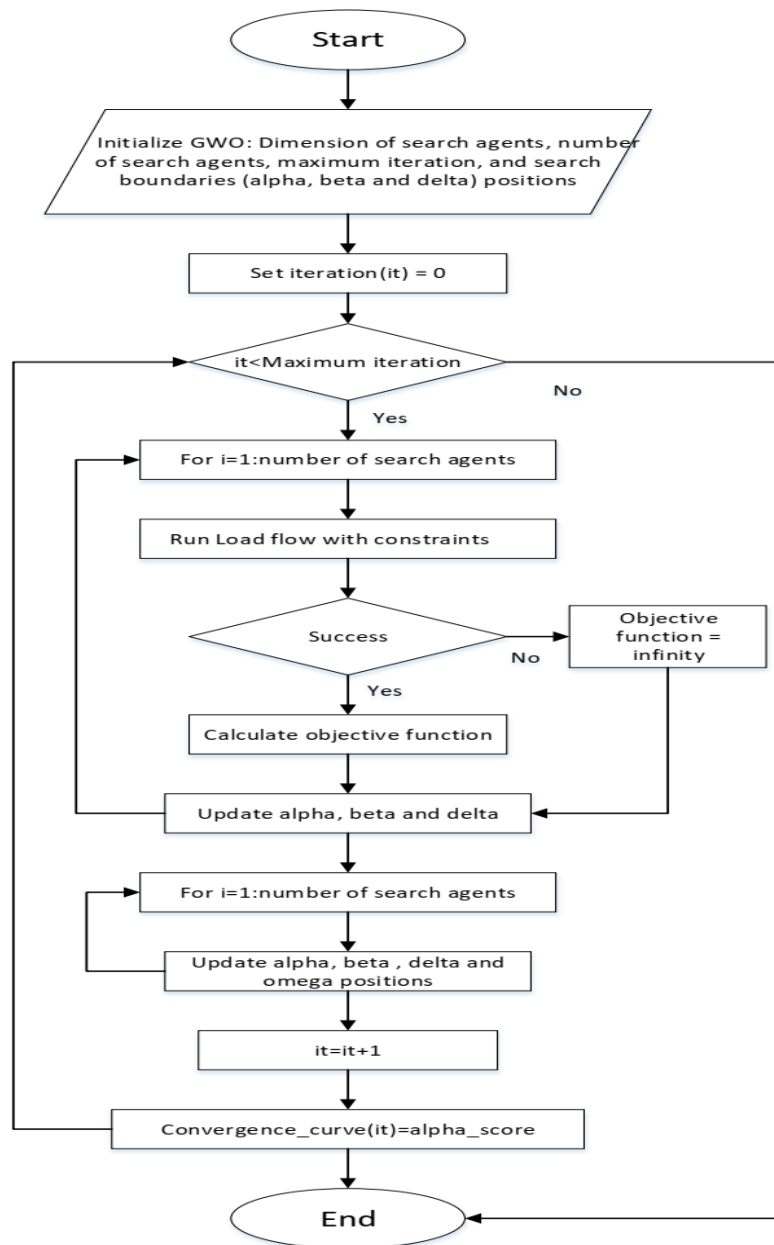 Start
Initialize GWO: Dimension of search agents, number
of search agents, maximum iteration, and search
boundaries (alpha, beta and delta) positions
Set iteration(it) = 0
it<Maximum iteration
No
Yes
For i=1:number of search agents
Run Load flow with constraints
Success
No
Objective
function =
infinity
Yes
Calculate objective function
Update alpha, beta and delta
For i=1:number of search agents
Update alpha, beta , delta and
omega positions
it=it+1
Convergence_curve(it)=alpha_score
End